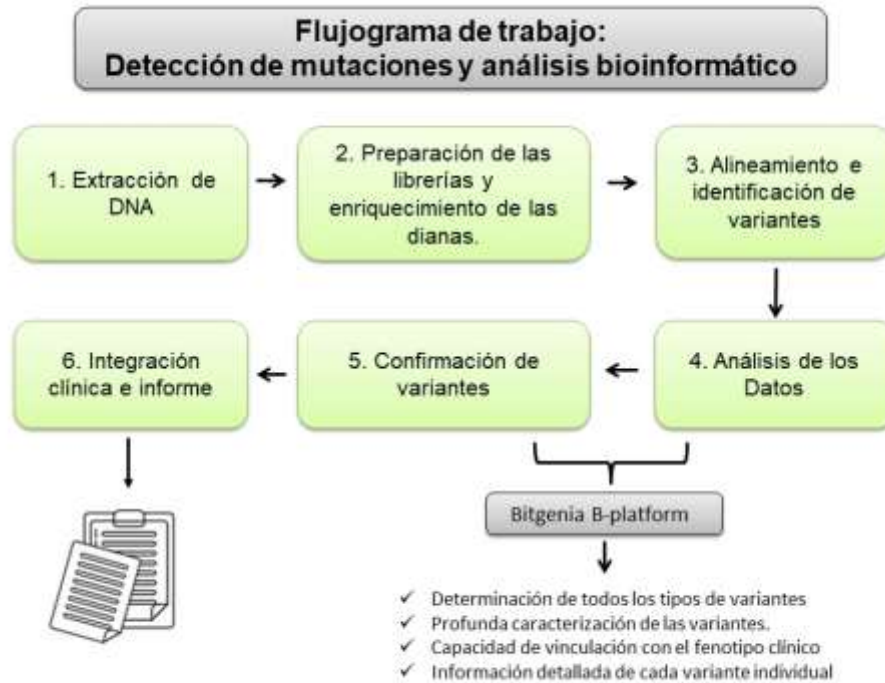 Flujograma de trabajo:
Detección de mutaciones y análisis bioinformático
1. Extracción de
DNA
2. Preparación de las
librerías y
enriquecimiento de las
dianas.
3. Alineamiento e
identificación de
variantes
4. Análisis de los
Datos
5. Confirmación de
variantes
6. Integración
clínica e informe
Bitgenia B-platform
✓ Determinación de todos los tipos de variantes
✓ Profunda caracterización de las variantes.
✓ Capacidad de vinculación con el fenotipo clínico
✓ Información detallada de cada variante individual